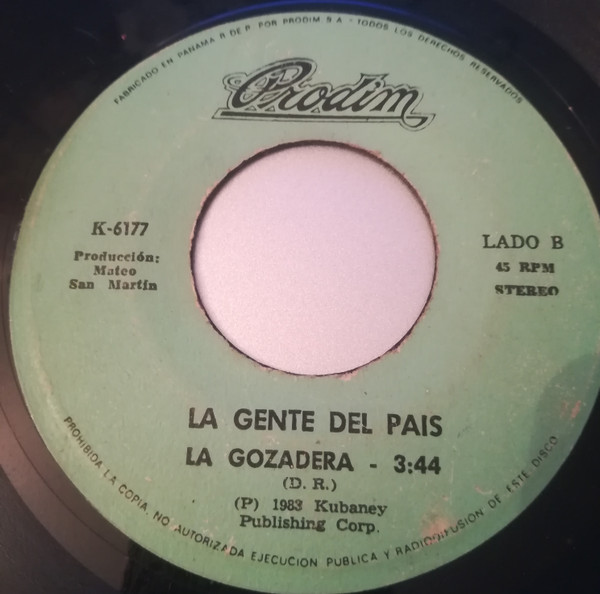 FABRICADO EN PANAMA R DE P. POR PRODIM S A - TODOS LOS DERECHOS RESERVADOS
Prodim
K-6177
Producción:
Mateo
San Martín
LADO B
45 RPM
STEREO
LA GENTE DEL PAIS
LA GOZADERA - 3:44
(D. R.)
(P) 1983 Kubaney
Publishing Corp.
PROHIBIDA LA COPIA, NO AUTORIZADA EJECUCION PUBLICA Y RADIODIFUSION DE ESTE DISCO